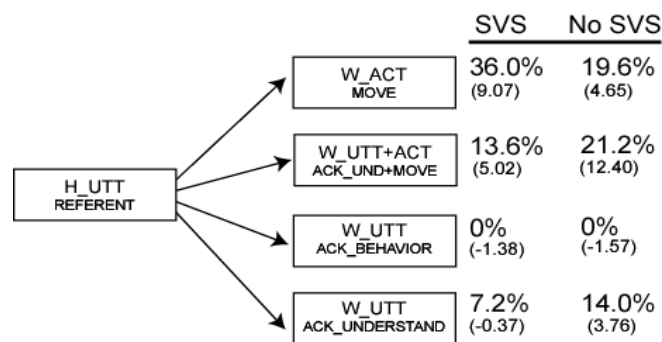 SVS No SVS
W_ACT
MOVE
36.0% 19.6%
(9.07) (4.65)
W_UTT+ACT
ACK_UND+MOVE
13.6% 21.2%
(5.02) (12.40)
H_UTT
REFERENT
W_UTT
ACK_BEHAVIOR
0% 0%
(-1.38) (-1.57)
W_UTT
ACK_UNDERSTAND
7.2% 14.0%
(-0.37) (3.76)